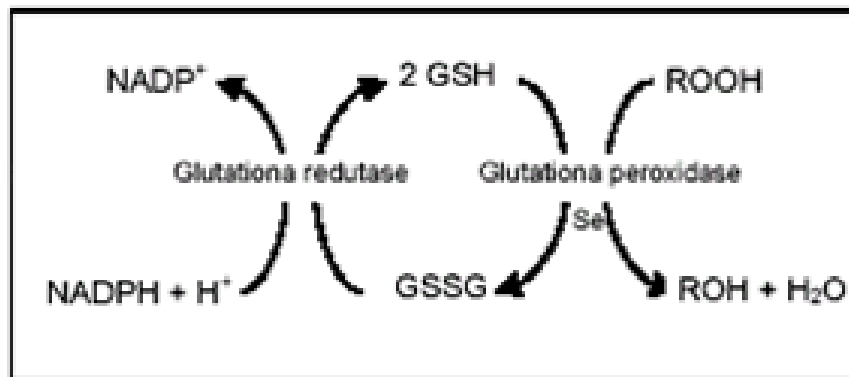 NADP⁺ 2 GSH ROOH
Glutationa redutase Glutationa peroxidase
Se
NADPH + H⁺ GSSG ROH + H₂O